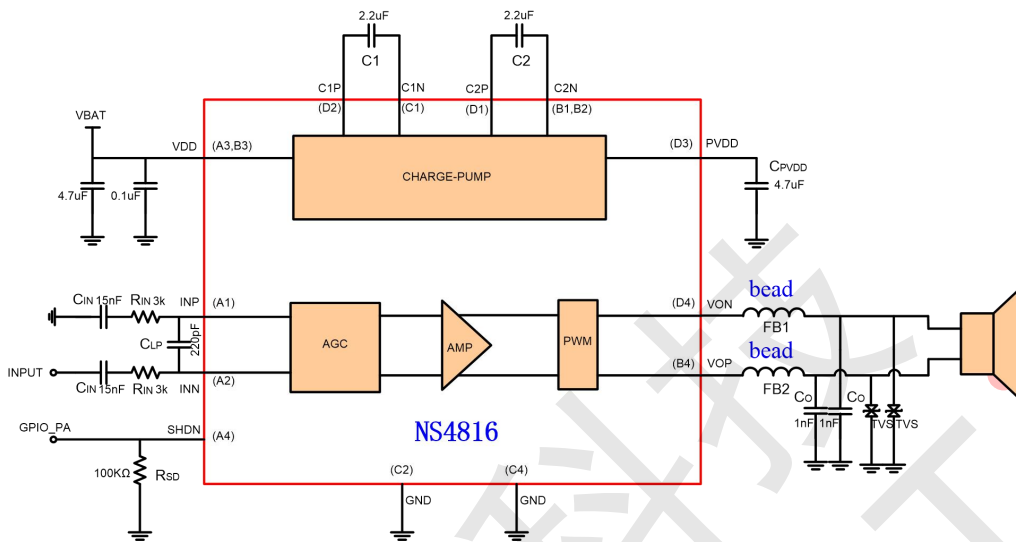 2.2uF 2.2uF
C1 C2
C1P C1N C2P C2N
(D2) (C1) (D1) (B1,B2)
VBAT
VDD (A3,B3) (D3) PVDD
CHARGE-PUMP
CPVDD
4.7uF 0.1uF 4.7uF
CIN 15nF RIN 3k INP (A1) (D4) VON bead
FB1
CLP 220pF AGC AMP PWM
bead
INPUT INN (A2) (B4) VOP
CIN 15nF RIN 3k FB2
CO CO
1nF 1nF TVS TVS
GPIO_PA SHDN (A4)
NS4816
100KΩ RSD
(C2) (C4)
GND GND
科技